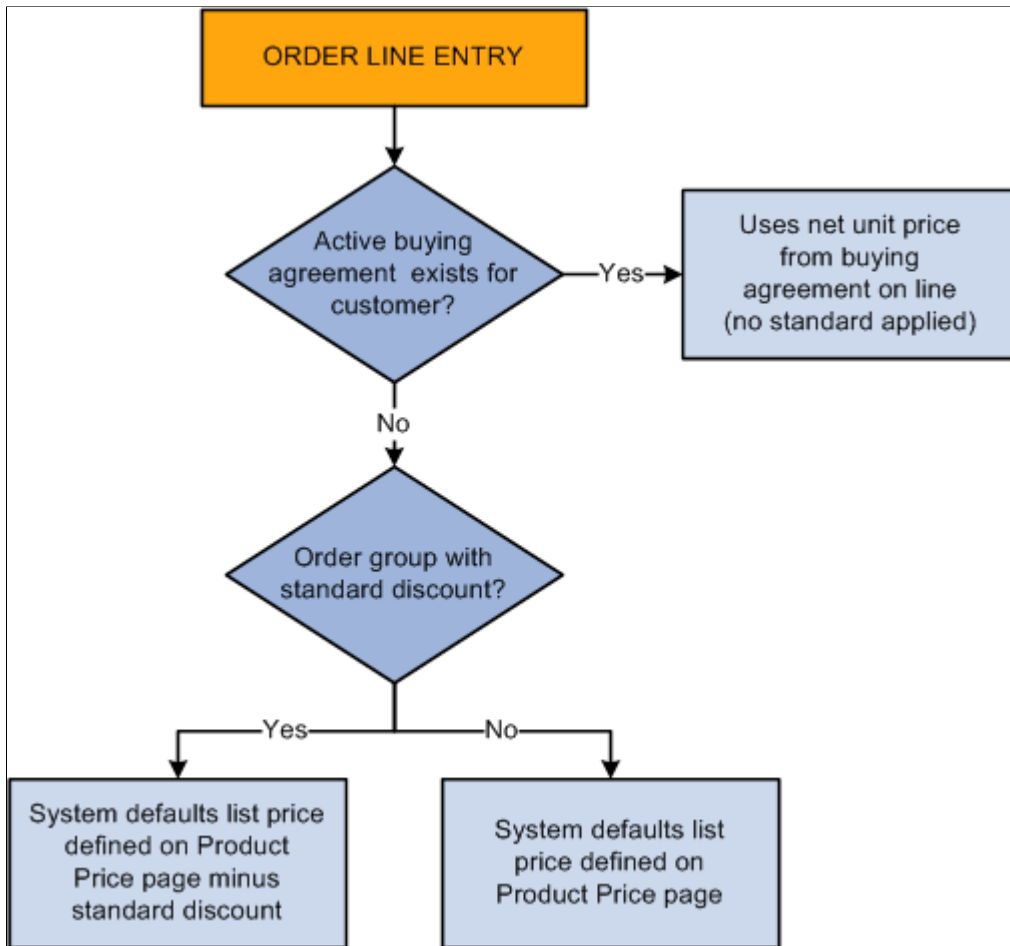 ORDER LINE ENTRY
Active buying
agreement exists for
customer?
Yes
Uses net unit price
from buying
agreement on line
(no standard applied)
No
Order group with
standard discount?
Yes
No
System defaults list price
defined on Product
Price page minus
standard discount
System defaults list
price defined on
Product Price page